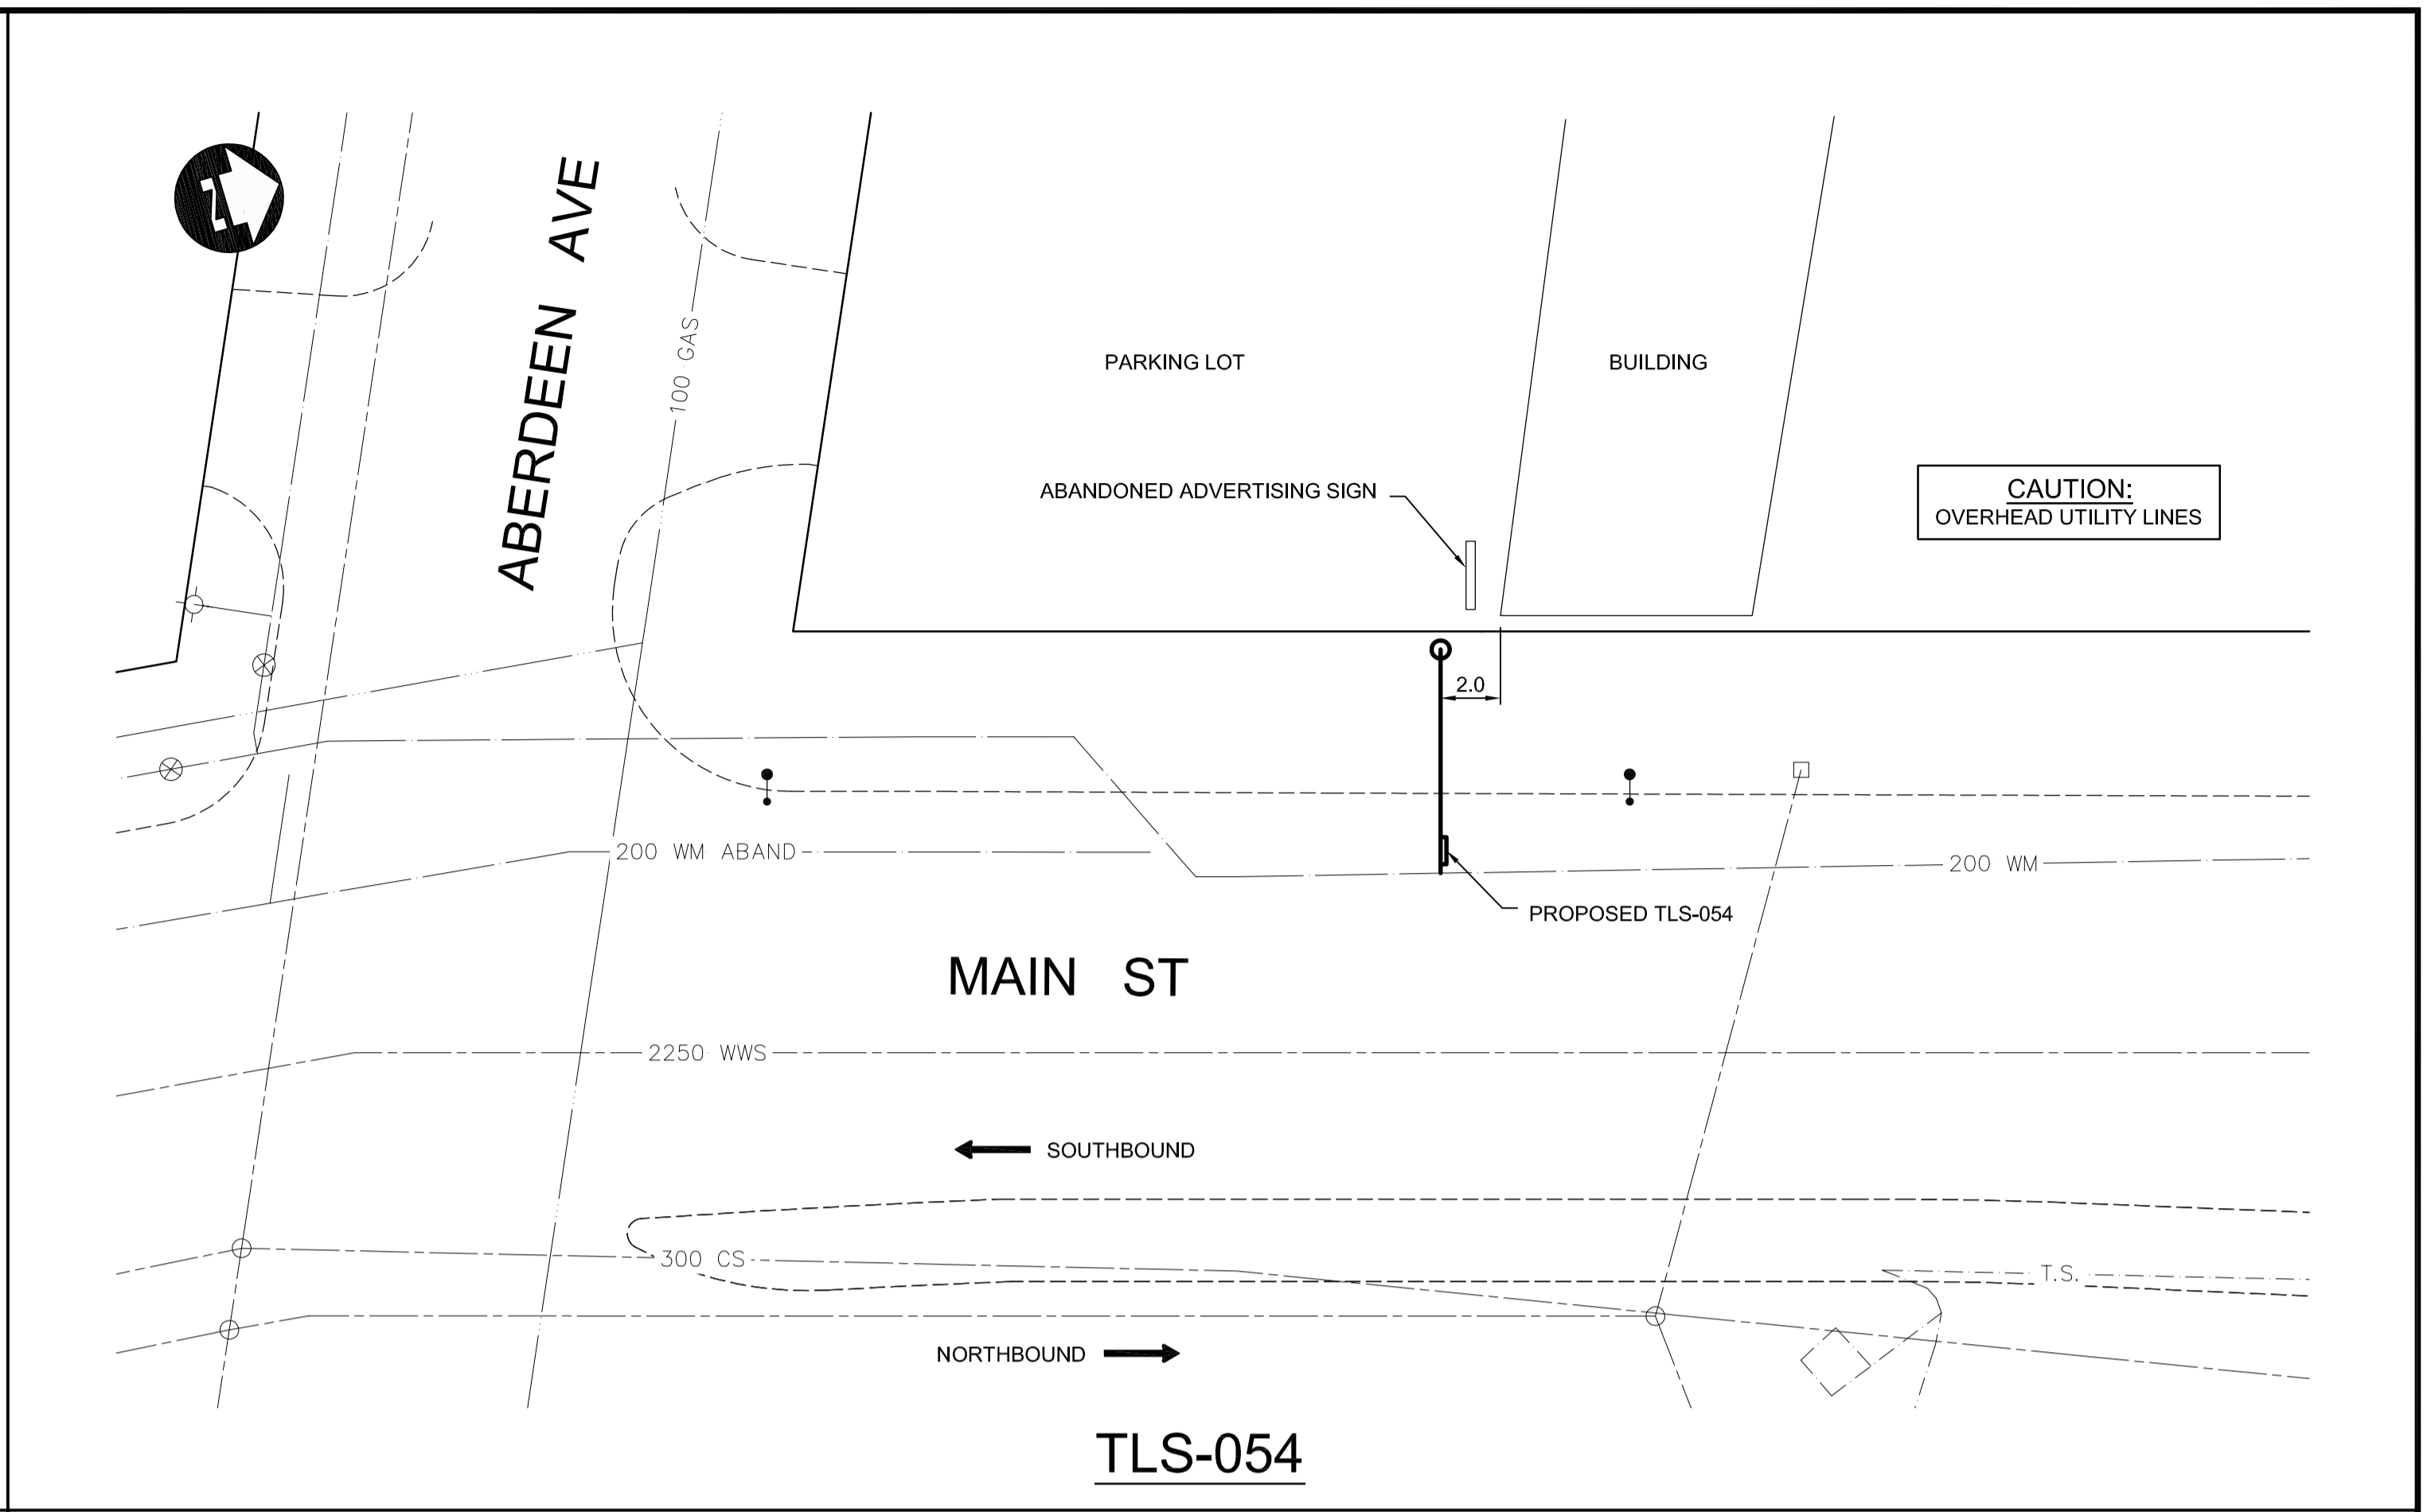 N
ABERDEEN AVE
100 GAS
PARKING LOT
BUILDING
ABANDONED ADVERTISING SIGN
CAUTION:
OVERHEAD UTILITY LINES
2.0
200 WM ABAND
200 WM
PROPOSED TLS-054
MAIN ST
2250 WWS
SOUTHBOUND
300 CS
T.S.
NORTHBOUND
TLS-054